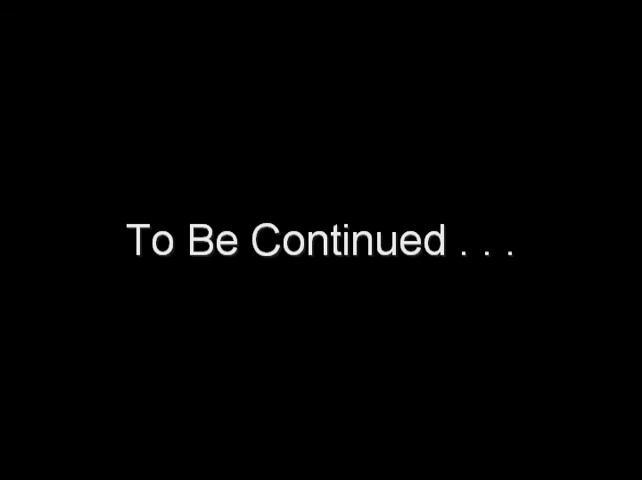 To Be Continued . . .